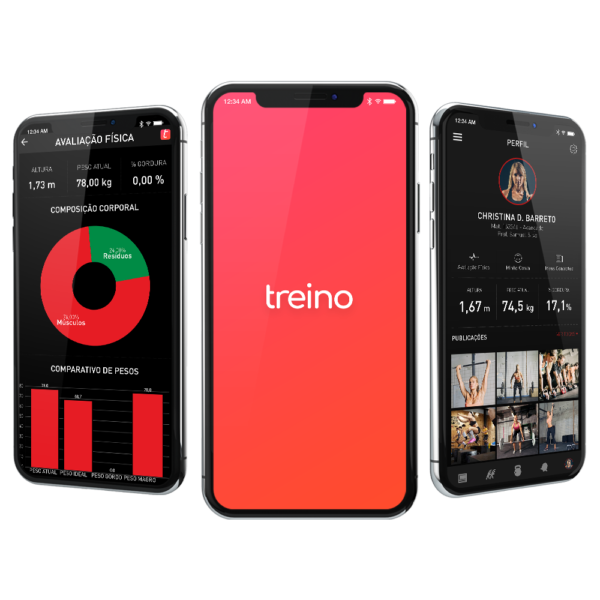 12:34 AM
AVALIAÇÃO FÍSICA
ALTURA PESO ATUAL % GORDURA
1,73 m 78,00 kg 0,00 %
COMPOSIÇÃO CORPORAL
Resíduos
Músculos
COMPARATIVO DE PESOS
PESO ATUAL PESO IDEAL PESO GORDO PESO MAGRO
12:34 AM
treino
12:34 AM
PERFIL
CHRISTINA D. BARRETO
Avaliação Física
ALTURA PESO ATUAL % GORDURA
1,67 m 74,5 kg 17,1%
PUBLICAÇÕES